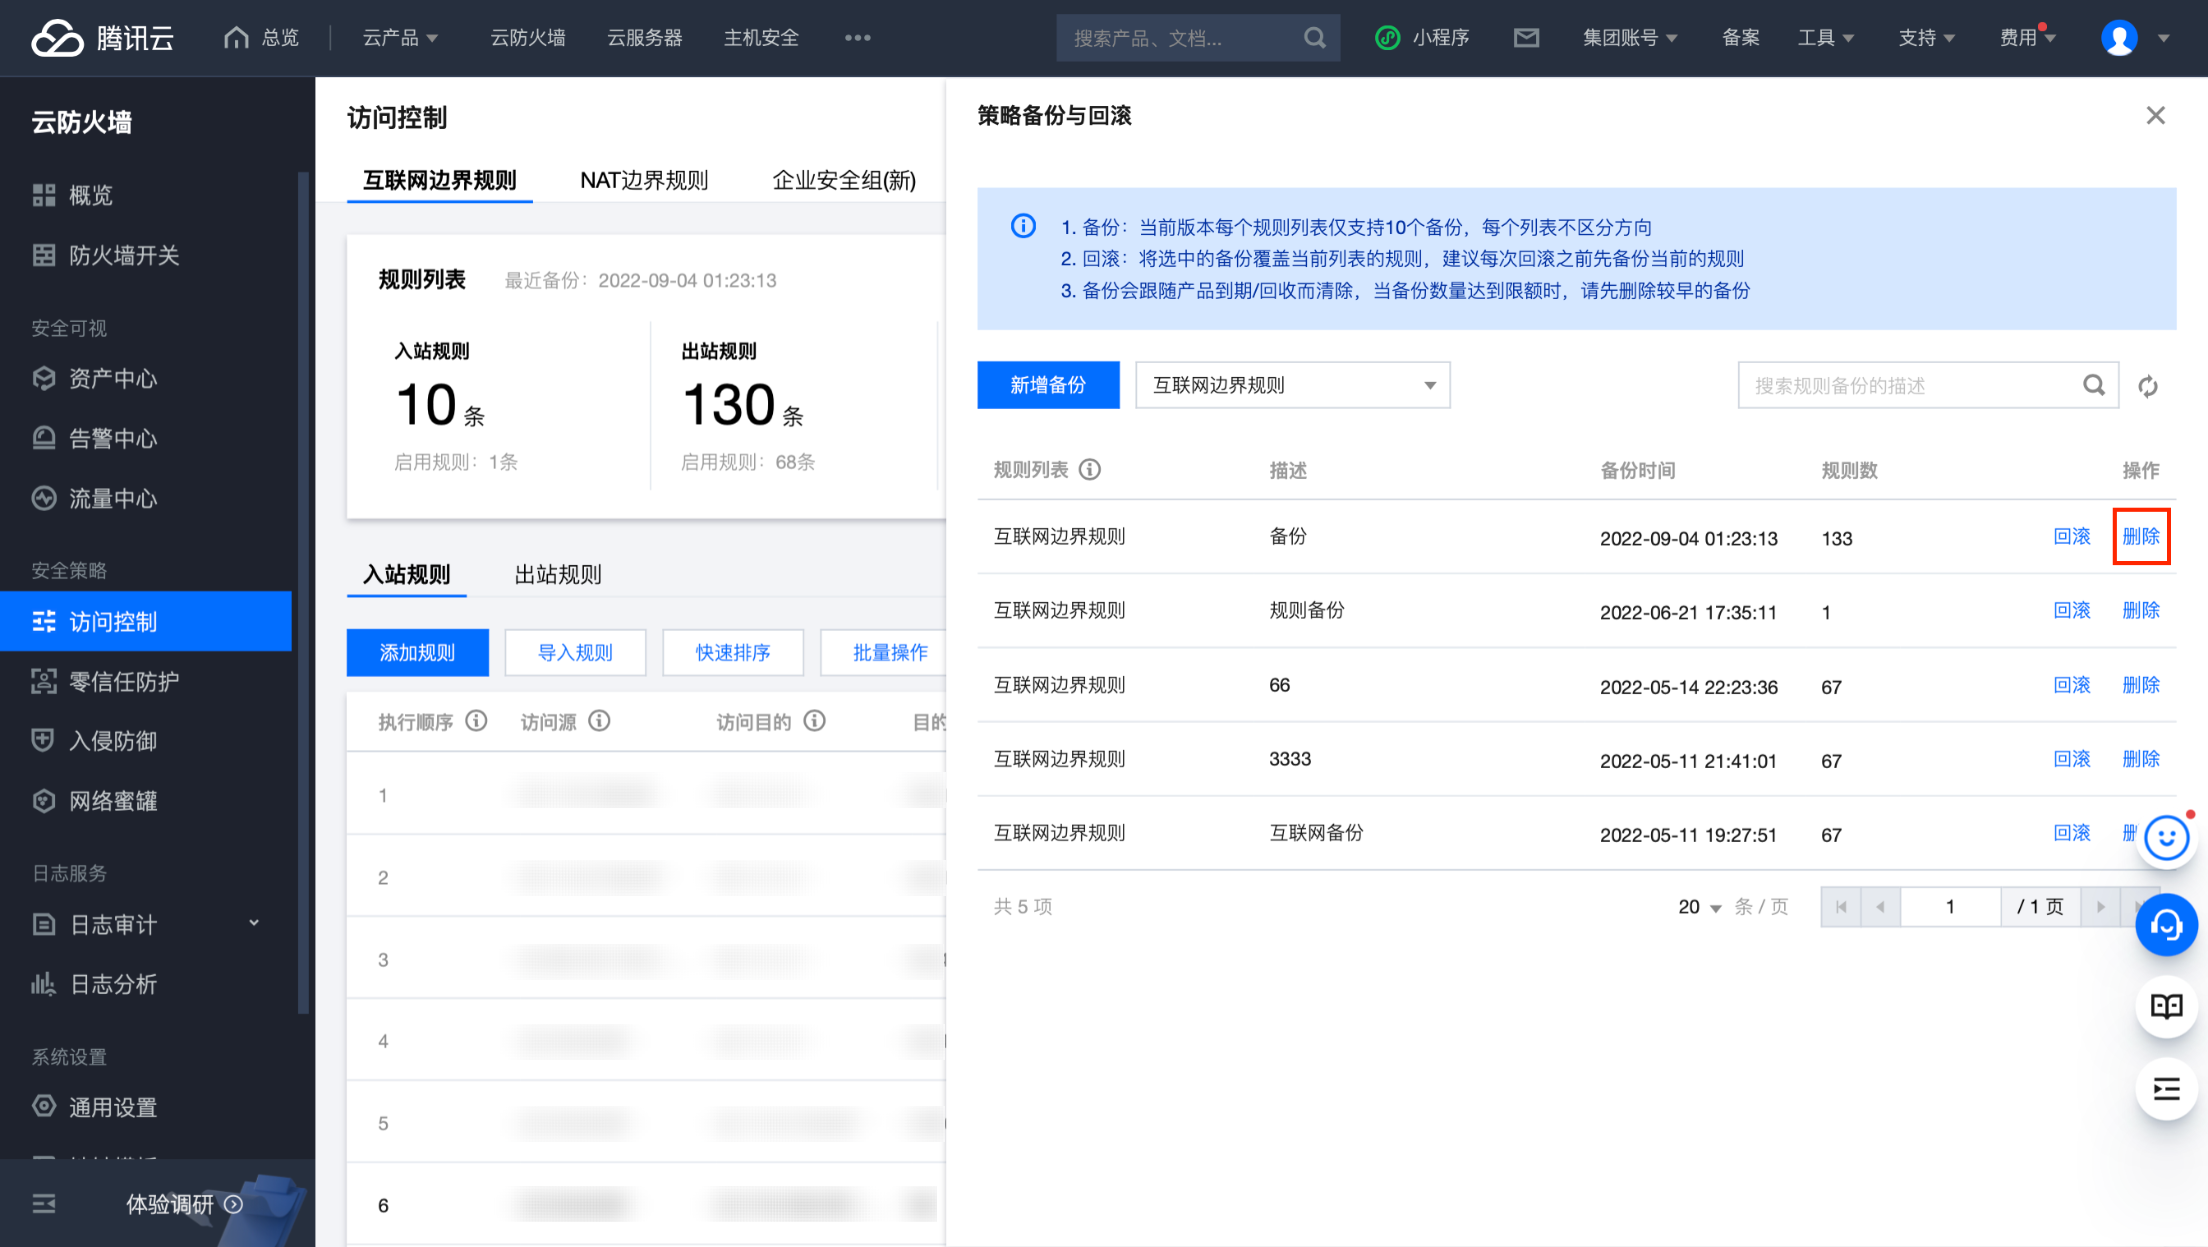 腾讯云
总览
云产品
云防火墙
云服务器
主机安全
•••
搜索产品、文档...
小程序
集团账号
备案
工具
支持
费用
云防火墙
概览
防火墙开关
安全可视
资产中心
告警中心
流量中心
安全策略
访问控制
零信任防护
入侵防御
网络蜜罐
日志服务
日志审计
日志分析
系统设置
通用设置
体验调研
访问控制
互联网边界规则
NAT边界规则
企业安全组(新)
规则列表
最近备份：2022-09-04 01:23:13
入站规则
10 条
启用规则：1条
出站规则
130 条
启用规则：68条
入站规则
出站规则
添加规则
导入规则
快速排序
批量操作
执行顺序
访问源
访问目的
目的
1
2
3
4
5
6
策略备份与回滚
1. 备份：当前版本每个规则列表仅支持10个备份，每个列表不区分方向
2. 回滚：将选中的备份覆盖当前列表的规则，建议每次回滚之前先备份当前的规则
3. 备份会跟随产品到期/回收而清除，当备份数量达到限额时，请先删除较早的备份
新增备份
互联网边界规则
搜索规则备份的描述
规则列表 描述 备份时间 规则数 操作
互联网边界规则 备份 2022-09-04 01:23:13 133 回滚 删除
互联网边界规则 规则备份 2022-06-21 17:35:11 1 回滚 删除
互联网边界规则 66 2022-05-14 22:23:36 67 回滚 删除
互联网边界规则 3333 2022-05-11 21:41:01 67 回滚 删除
互联网边界规则 互联网备份 2022-05-11 19:27:51 67 回滚 删
共 5 项
20 条 / 页
1 / 1 页